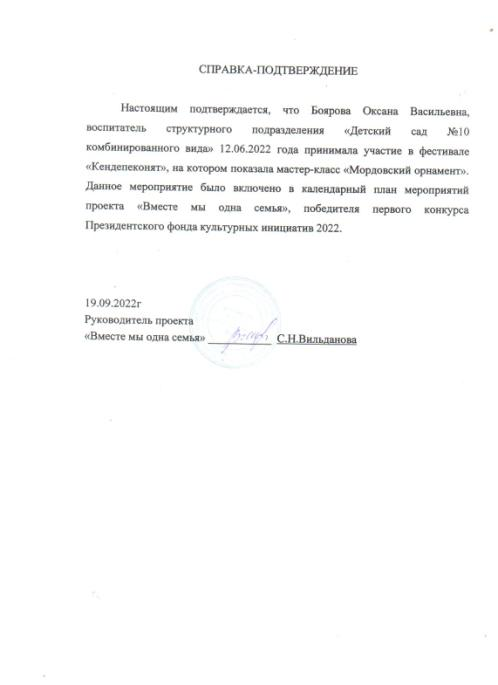 СПРАВКА-ПОДТВЕРЖДЕНИЕ
Настоящим подтверждается, что Боярова Оксана Васильевна,
воспитатель структурного подразделения «Детский сад №10
комбинированного вида» 12.06.2022 года принимала участие в фестивале
«Кендепеконят», на котором показала мастер-класс «Мордовский орнамент».
Данное мероприятие было включено в календарный план мероприятий
проекта «Вместе мы одна семья», победителя первого конкурса
Президентского фонда культурных инициатив 2022.
19.09.2022г
Руководитель проекта
«Вместе мы одна семья» ____________ С.Н.Вильданова